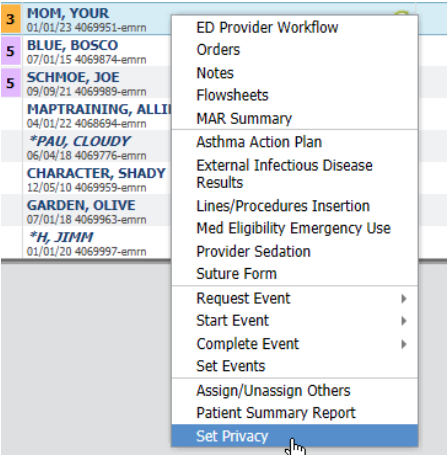 3
MOM, YOUR
01/01/23 4069951-emrn
5
BLUE, BOSCO
07/01/15 4069874-emrn
5
SCHMOE, JOE
09/09/21 4069989-emrn
MAPTRAINING, ALLI
04/01/22 4068694-emrn
*PAU, CLOUDY
06/04/18 4069776-emrn
CHARACTER, SHADY
12/05/10 4069959-emrn
GARDEN, OLIVE
07/01/18 4069963-emrn
*H, JIMM
01/01/20 4069997-emrn
ED Provider Workflow
Orders
Notes
Flowsheets
MAR Summary
Asthma Action Plan
External Infectious Disease
Results
Lines/Procedures Insertion
Med Eligibility Emergency Use
Provider Sedation
Suture Form
Request Event
Start Event
Complete Event
Set Events
Assign/Unassign Others
Patient Summary Report
Set Privacy